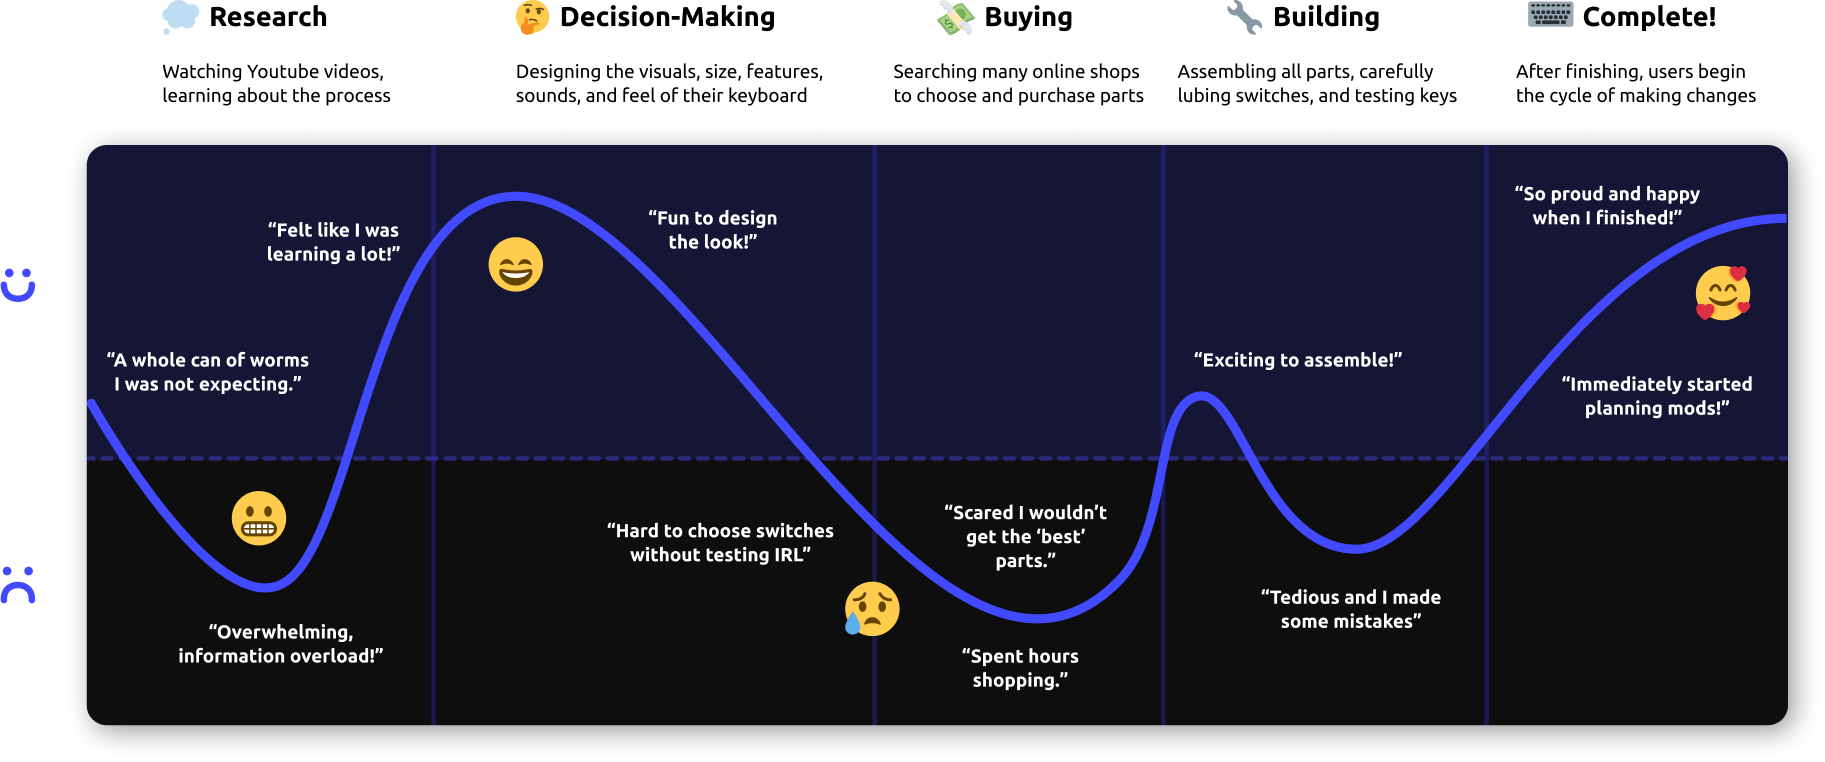 Research
Watching Youtube videos,
learning about the process
Decision-Making
Designing the visuals, size, features,
sounds, and feel of their keyboard
Buying
Searching many online shops
to choose and purchase parts
Building
Assembling all parts, carefully
lubing switches, and testing keys
Complete!
After finishing, users begin
the cycle of making changes
“A whole can of worms
I was not expecting.”
“Overwhelming,
information overload!”
“Felt like I was
learning a lot!”
“Fun to design
the look!”
“Hard to choose switches
without testing IRL”
“Scared I wouldn’t
get the ‘best’
parts.”
“Spent hours
shopping.”
“Exciting to assemble!”
“Tedious and I made
some mistakes”
“So proud and happy
when I finished!”
“Immediately started
planning mods!”